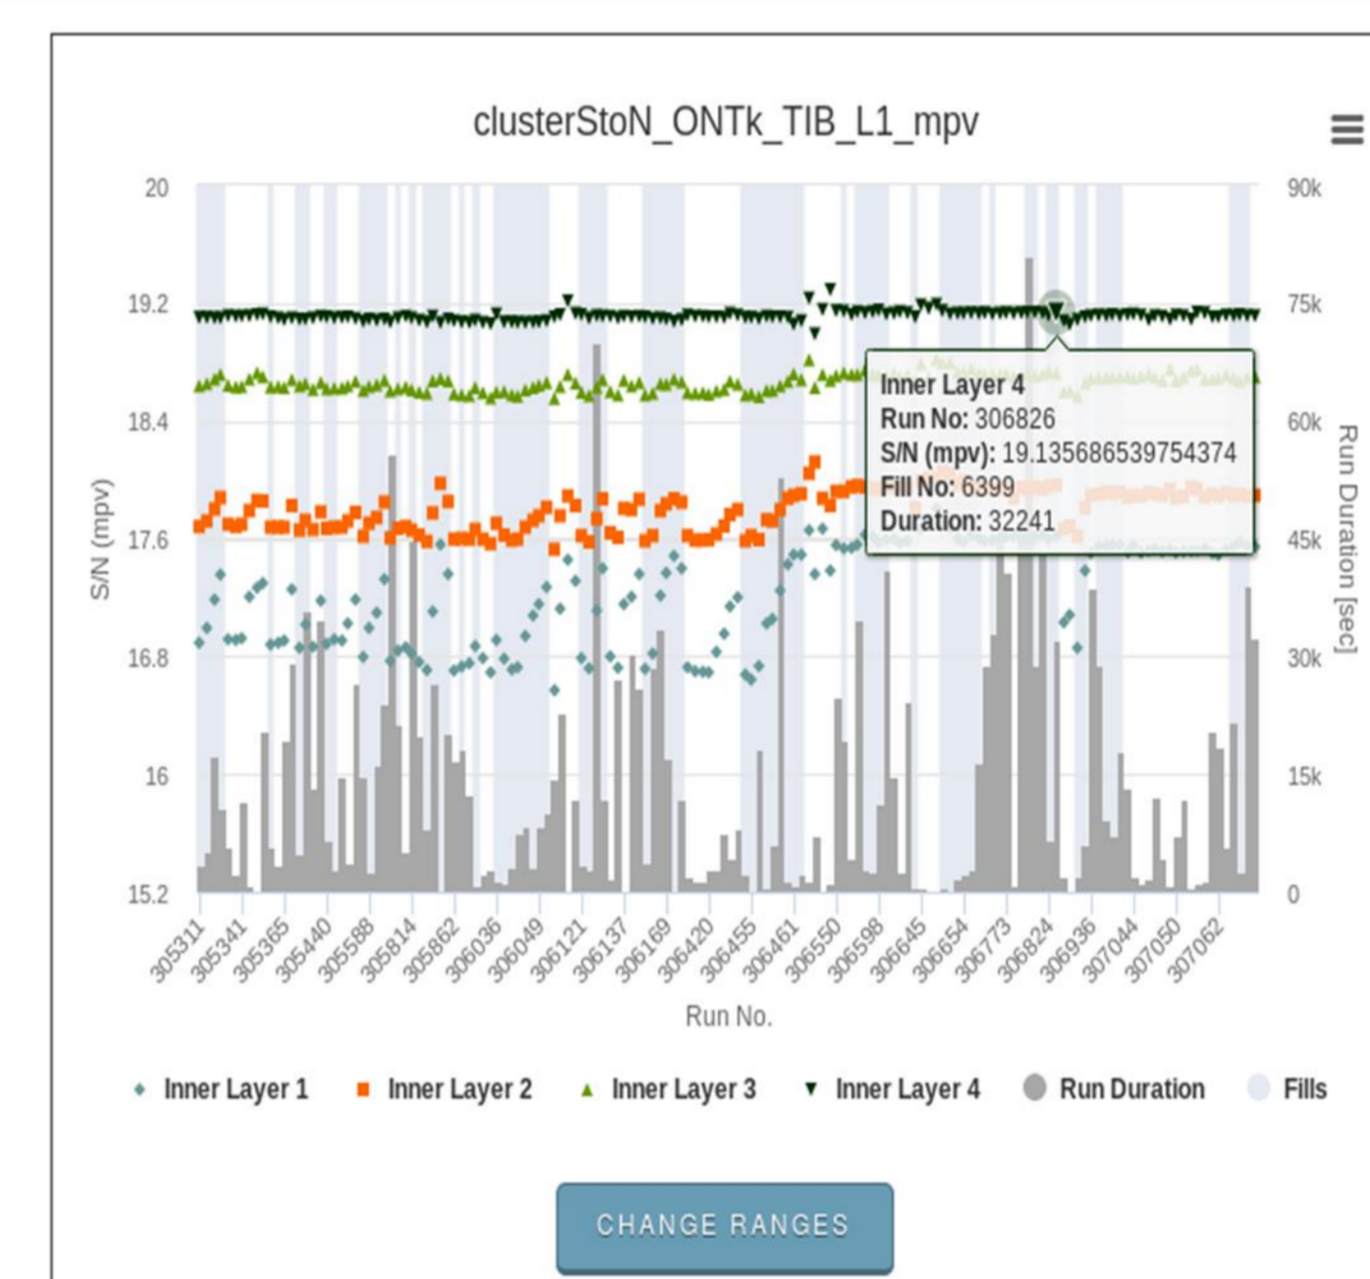 clusterStoN_ONTk_TIB_L1_mpv
20
19.2
18.4
17.6
16.8
16
15.2
S/N (mpv)
90k
75k
60k
45k
30k
15k
0
Run Duration [sec]
Inner Layer 4
Run No: 306826
S/N (mpv): 19.135686539754374
Fill No: 6399
Duration: 32241
305311
305341
305365
305440
305588
305814
305862
306036
306049
306121
306137
306169
306420
306455
306461
306550
306598
306645
306654
306773
306824
306936
307044
307050
307062
Run No.
Inner Layer 1 Inner Layer 2 Inner Layer 3 Inner Layer 4 Run Duration Fills
CHANGE RANGES